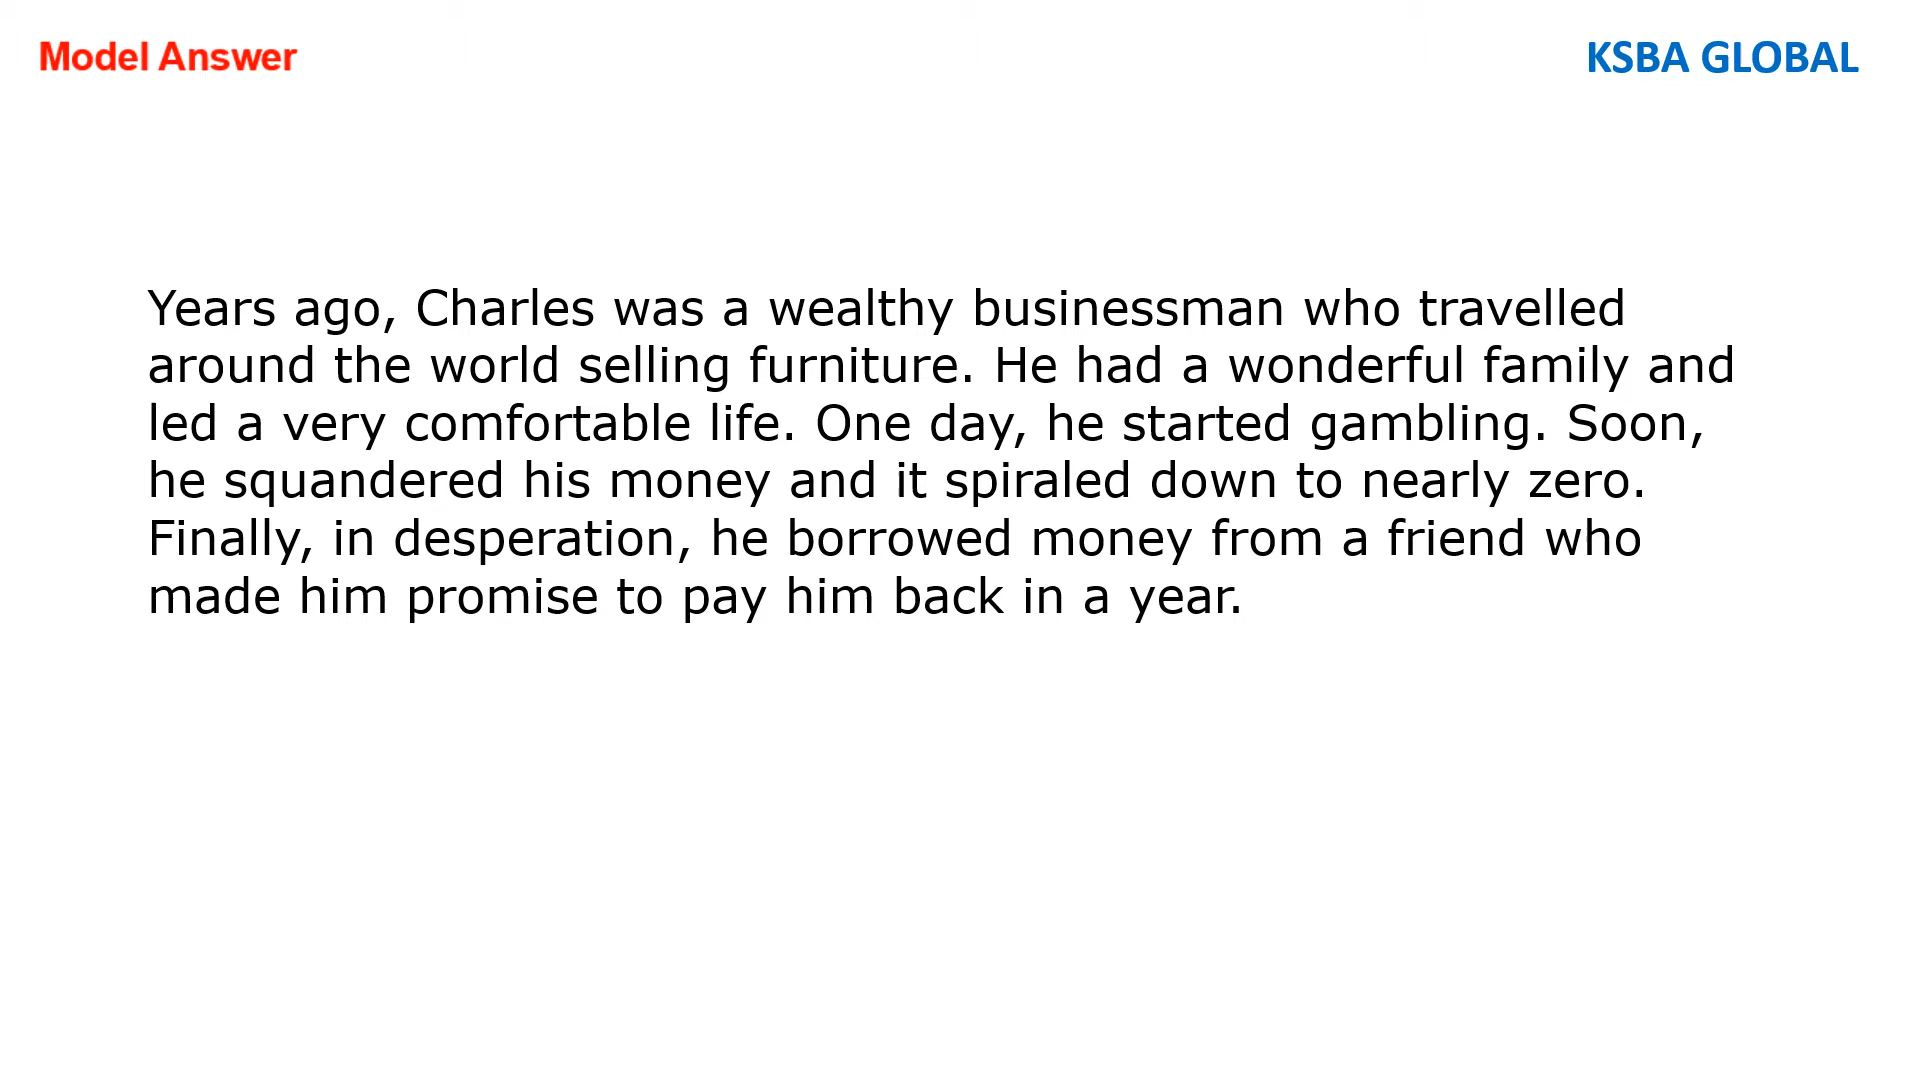 Model Answer
KSBA GLOBAL
Years ago, Charles was a wealthy businessman who travelled
around the world selling furniture. He had a wonderful family and
led a very comfortable life. One day, he started gambling. Soon,
he squandered his money and it spiraled down to nearly zero.
Finally, in desperation, he borrowed money from a friend who
made him promise to pay him back in a year.